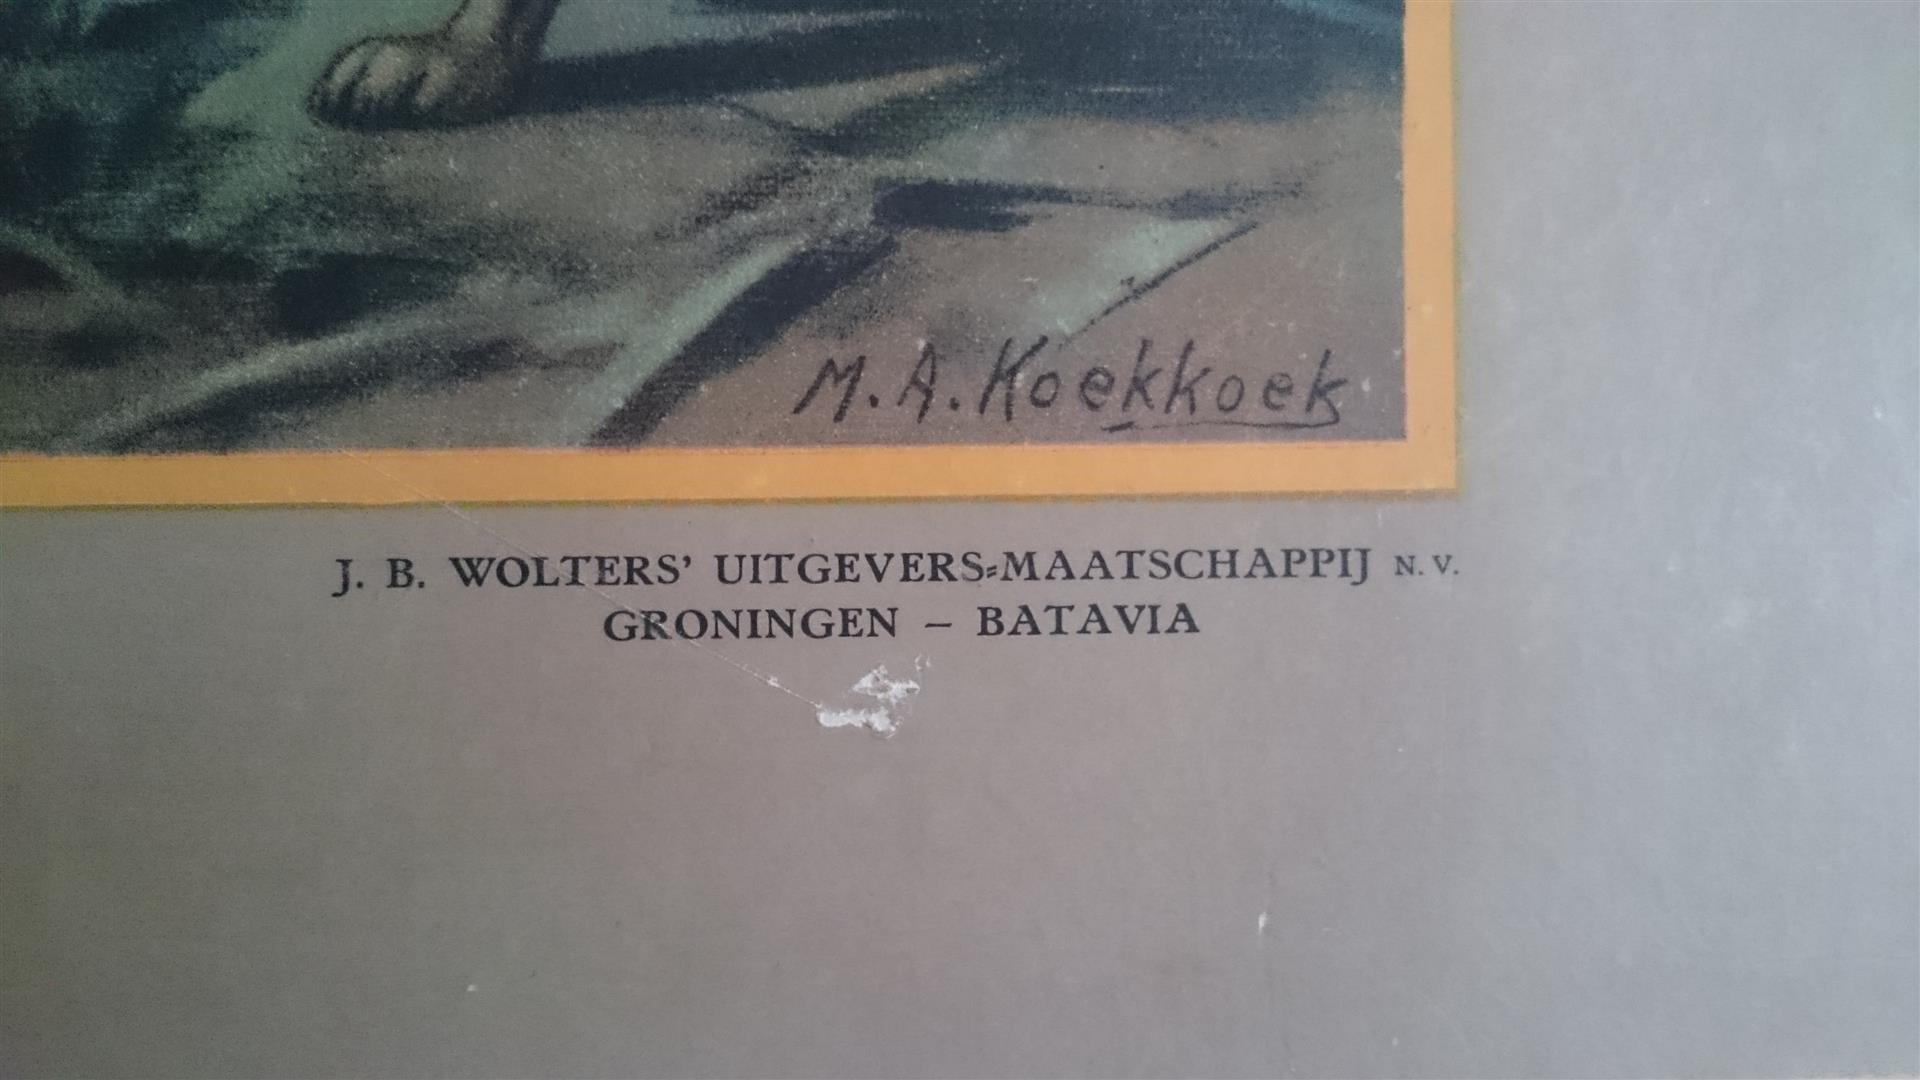 M. A. Koekkoek
J. B. WOLTERS' UITGEVERS=MAATSCHAPPIJ N. V.
GRONINGEN – BATAVIA